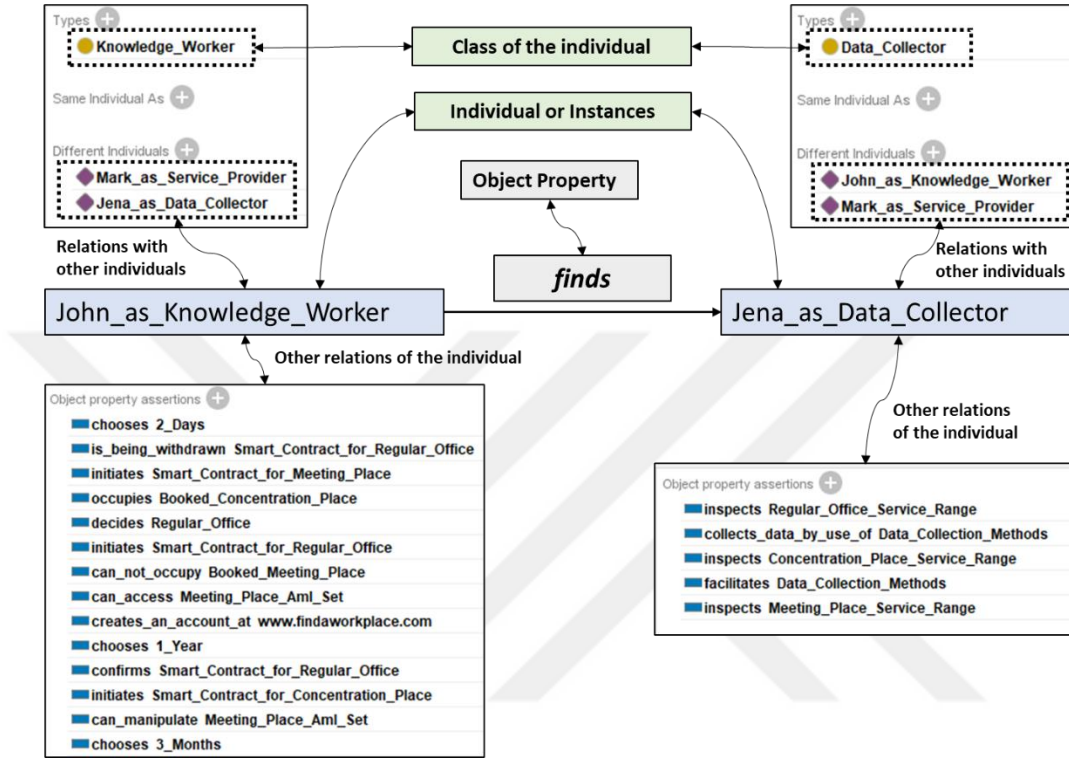 Types
Knowledge_Worker
Same Individual As
Different Individuals
Mark_as_Service_Provider
Jena_as_Data_Collector
Class of the individual
Individual or Instances
Object Property
finds
Types
Data_Collector
Same Individual As
Different Individuals
John_as_Knowledge_Worker
Mark_as_Service_Provider
Relations with
other individuals
Relations with
other individuals
John_as_Knowledge_Worker
Jena_as_Data_Collector
Other relations of the individual
Object property assertions
chooses 2_Days
is_being_withdrawn Smart_Contract_for_Regular_Office
initiates Smart_Contract_for_Meeting_Place
occupies Booked_Concentration_Place
decides Regular_Office
initiates Smart_Contract_for_Regular_Office
can_not_occupy Booked_Meeting_Place
can_access Meeting_Place_AmI_Set
creates_an_account_at www.findaworkplace.com
chooses 1_Year
confirms Smart_Contract_for_Regular_Office
initiates Smart_Contract_for_Concentration_Place
can_manipulate Meeting_Place_AmI_Set
chooses 3_Months
Other relations
of the individual
Object property assertions
inspects Regular_Office_Service_Range
collects_data_by_use_of Data_Collection_Methods
inspects Concentration_Place_Service_Range
facilitates Data_Collection_Methods
inspects Meeting_Place_Service_Range